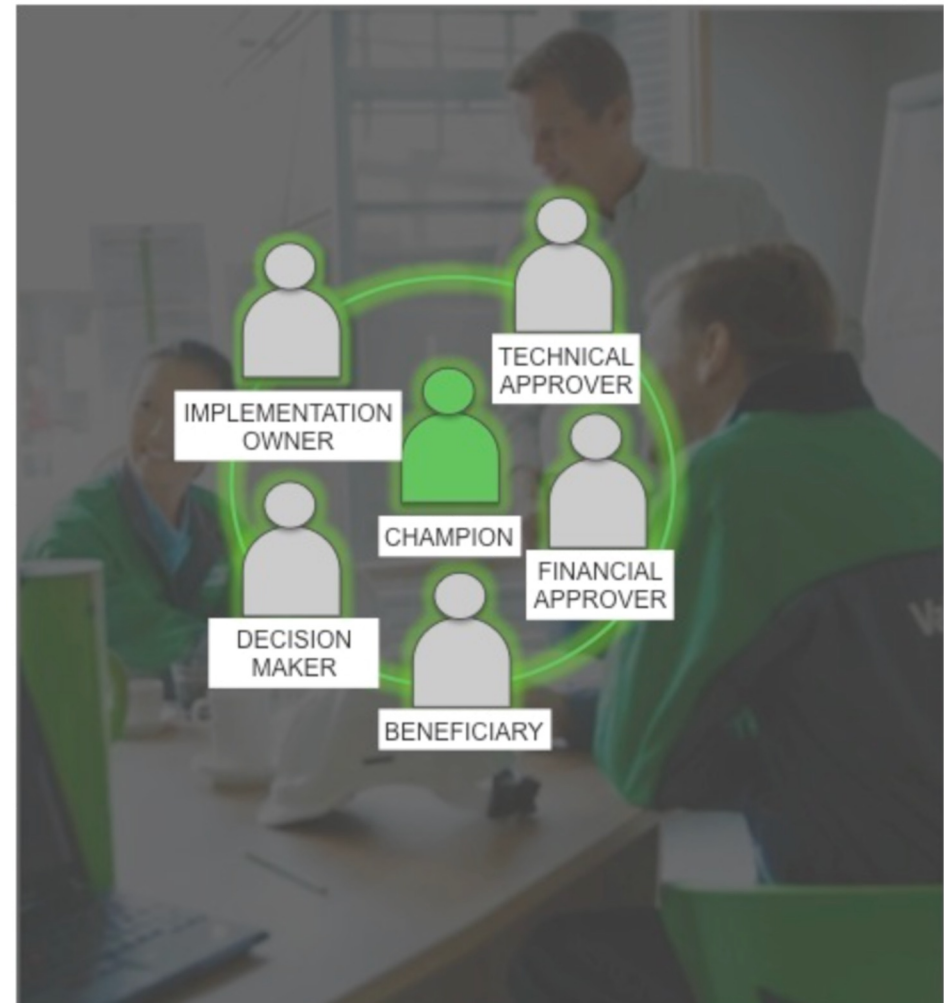 TECHNICAL
APPROVER
IMPLEMENTATION
OWNER
CHAMPION
FINANCIAL
APPROVER
DECISION
MAKER
BENEFICIARY